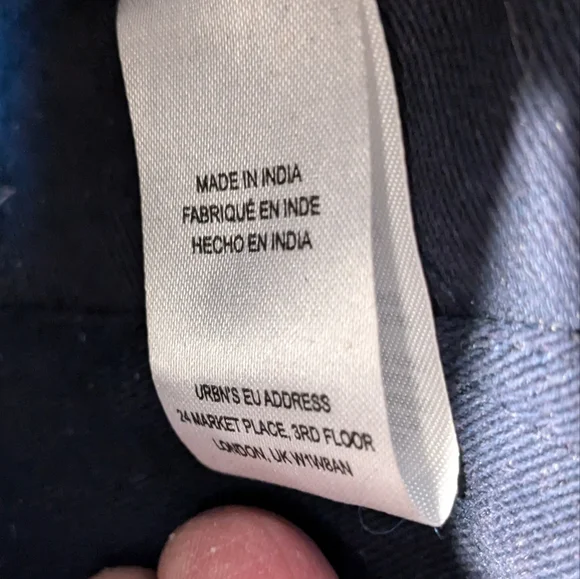 MADE IN INDIA
FABRIQUÉ EN INDE
HECHO EN INDIA
URBN'S EU ADDRESS
24 MARKET PLACE, 3RD FLOOR
LONDON, UK W1W8AN